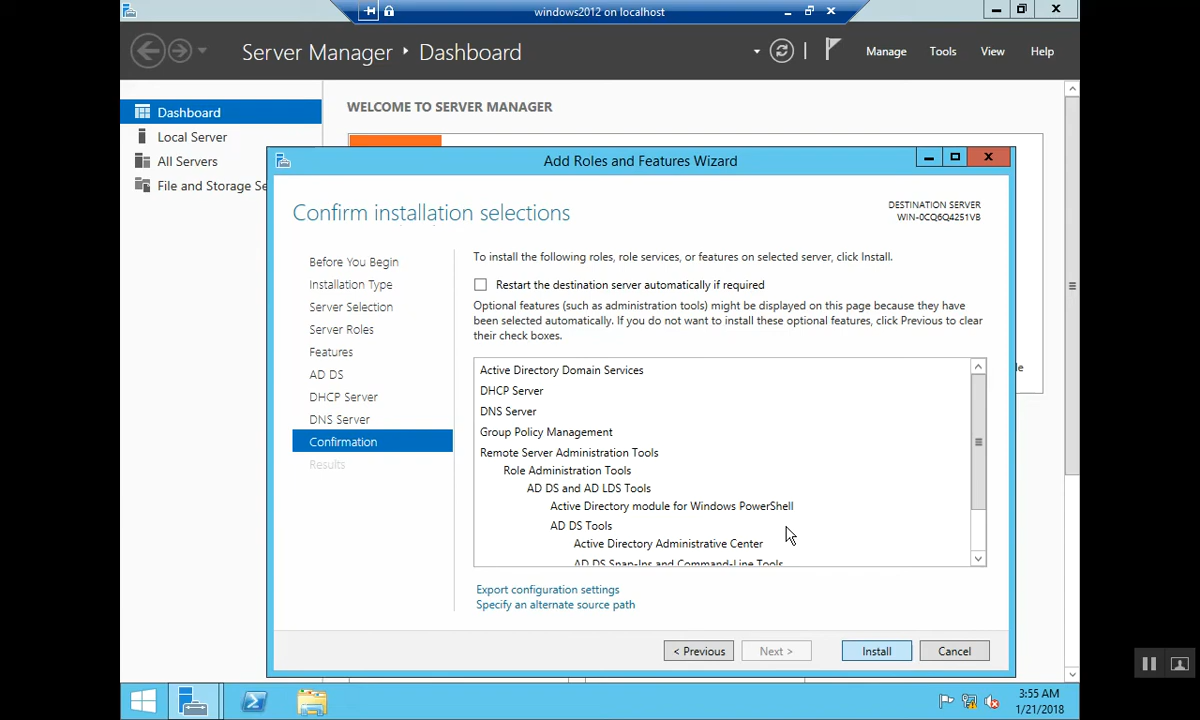 windows2012 on localhost
Server Manager ‣ Dashboard
Manage Tools View Help
Dashboard
Local Server
All Servers
File and Storage Se
WELCOME TO SERVER MANAGER
Add Roles and Features Wizard
Confirm installation selections
DESTINATION SERVER
WIN-0CQ6Q4251VB
Before You Begin
Installation Type
Server Selection
Server Roles
Features
AD DS
DHCP Server
DNS Server
Confirmation
Results
To install the following roles, role services, or features on selected server, click Install.
Restart the destination server automatically if required
Optional features (such as administration tools) might be displayed on this page because they have
been selected automatically. If you do not want to install these optional features, click Previous to clear
their check boxes.
Active Directory Domain Services
DHCP Server
DNS Server
Group Policy Management
Remote Server Administration Tools
Role Administration Tools
AD DS and AD LDS Tools
Active Directory module for Windows PowerShell
AD DS Tools
Active Directory Administrative Center
AD DS Snap-Ins and Command-Line Tools
Export configuration settings
Specify an alternate source path
< Previous Next > Install Cancel
3:55 AM
1/21/2018